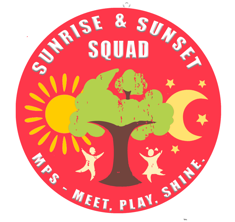 SUNRISE & SUNSET
SQUAD
MPS - MEET. PLAY. SHINE.